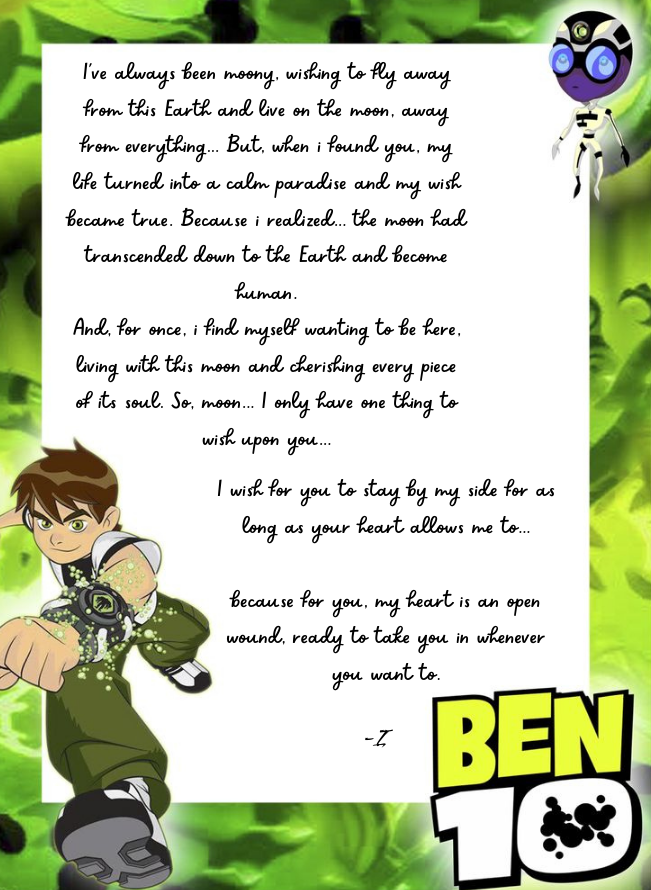 I've always been moony, wishing to fly away
from this Earth and live on the moon, away
from everything... But, when i found you, my
life turned into a calm paradise and my wish
became true. Because i realized... the moon had
transcended down to the Earth and become
human.
And, for once, i find myself wanting to be here,
living with this moon and cherishing every piece
of its soul. So, moon... I only have one thing to
wish upon you...
I wish for you to stay by my side for as
long as your heart allows me to...
because for you, my heart is an open
wound, ready to take you in whenever
you want to.
-I
BEN
10